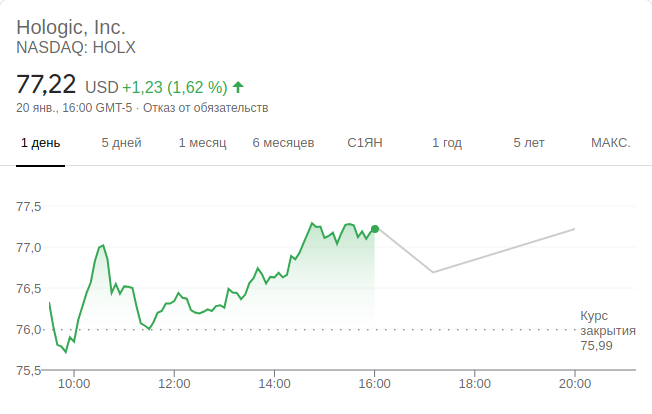 Hologic, Inc.
NASDAQ: HOLX
77,22 USD +1,23 (1,62 %)
20 янв., 16:00 GMT-5 · Отказ от обязательств
1 день 5 дней 1 месяц 6 месяцев С1ЯН 1 год 5 лет МАКС.
77,5
77,0
76,5
76,0
75,5
Курс
закрытия
75,99
10:00 12:00 14:00 16:00 18:00 20:00